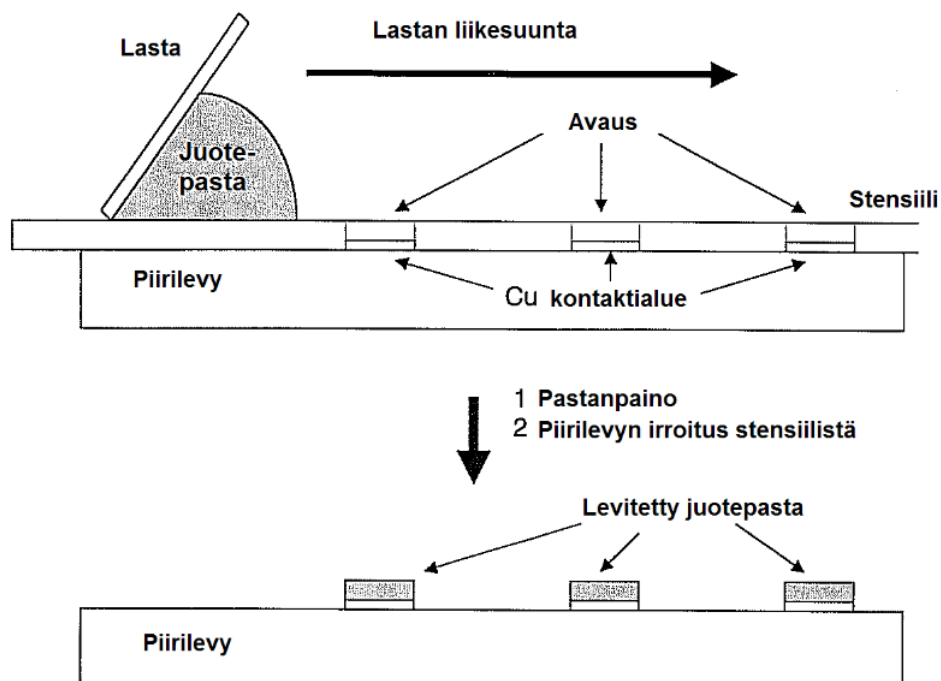 Lastan liikesuunta
Lasta
Avaus
Juote-
pasta
Stensiili
Piirilevy
Cu kontaktialue
1 Pastanpaino
2 Piirilevyn irroitus stensiilistä
Levitetty juotepasta
Piirilevy